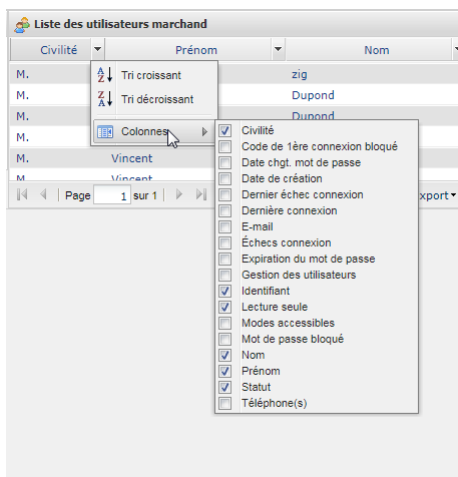 Liste des utilisateurs marchand
Civilité Prénom Nom
M. zig
M. Dupond
M. Dupond
M.
M. Vincent
M. Vincent
Tri croissant
Tri décroissant
Colonnes
Page 1 sur 1 xport
Civilité
Code de 1ère connexion bloqué
Date chgt. mot de passe
Date de création
Dernier échec connexion
Dernière connexion
E-mail
Échecs connexion
Expiration du mot de passe
Gestion des utilisateurs
Identifiant
Lecture seule
Modes accessibles
Mot de passe bloqué
Nom
Prénom
Statut
Téléphone(s)